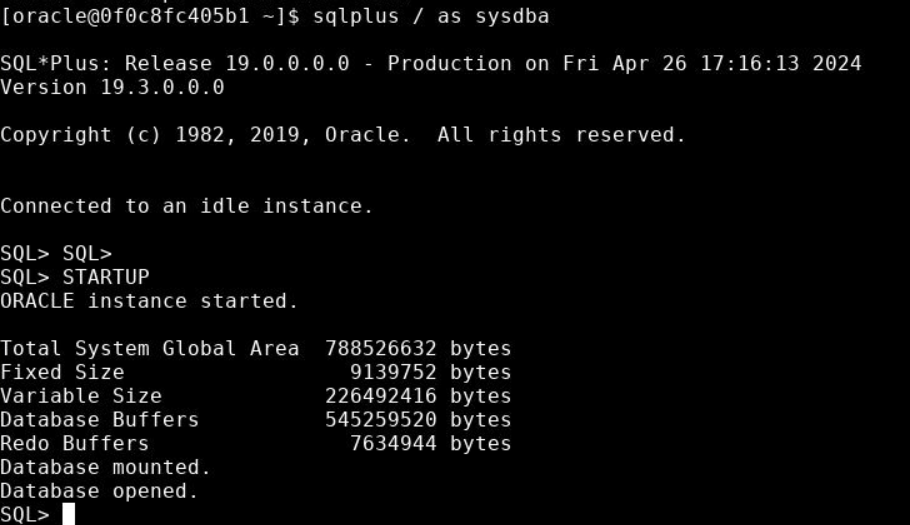 [oracle@0f0c8fc405b1 ~]$ sqlplus / as sysdba
SQL*Plus: Release 19.0.0.0.0 - Production on Fri Apr 26 17:16:13 2024
Version 19.3.0.0.0
Copyright (c) 1982, 2019, Oracle.  All rights reserved.
Connected to an idle instance.
SQL> SQL>
SQL> STARTUP
ORACLE instance started.
Total System Global Area  788526632 bytes
Fixed Size                  9139752 bytes
Variable Size             226492416 bytes
Database Buffers          545259520 bytes
Redo Buffers                7634944 bytes
Database mounted.
Database opened.
SQL>